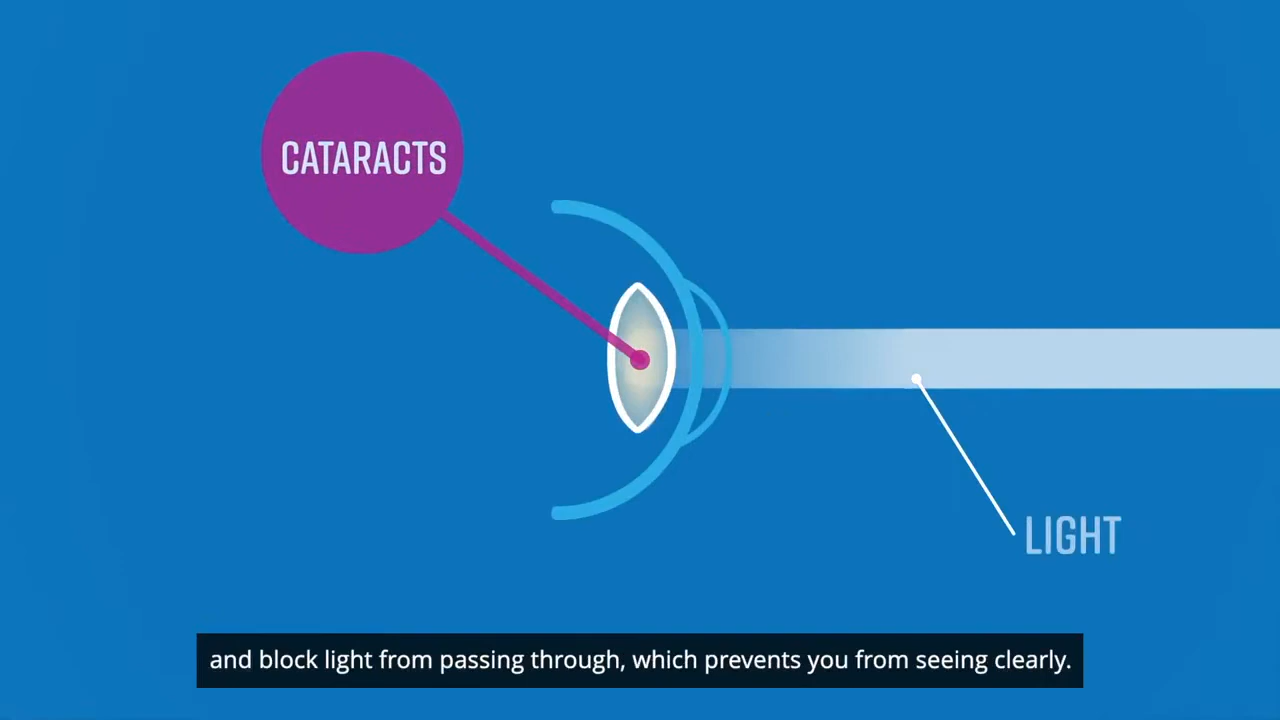 CATARACTS
LIGHT
and block light from passing through, which prevents you from seeing clearly.